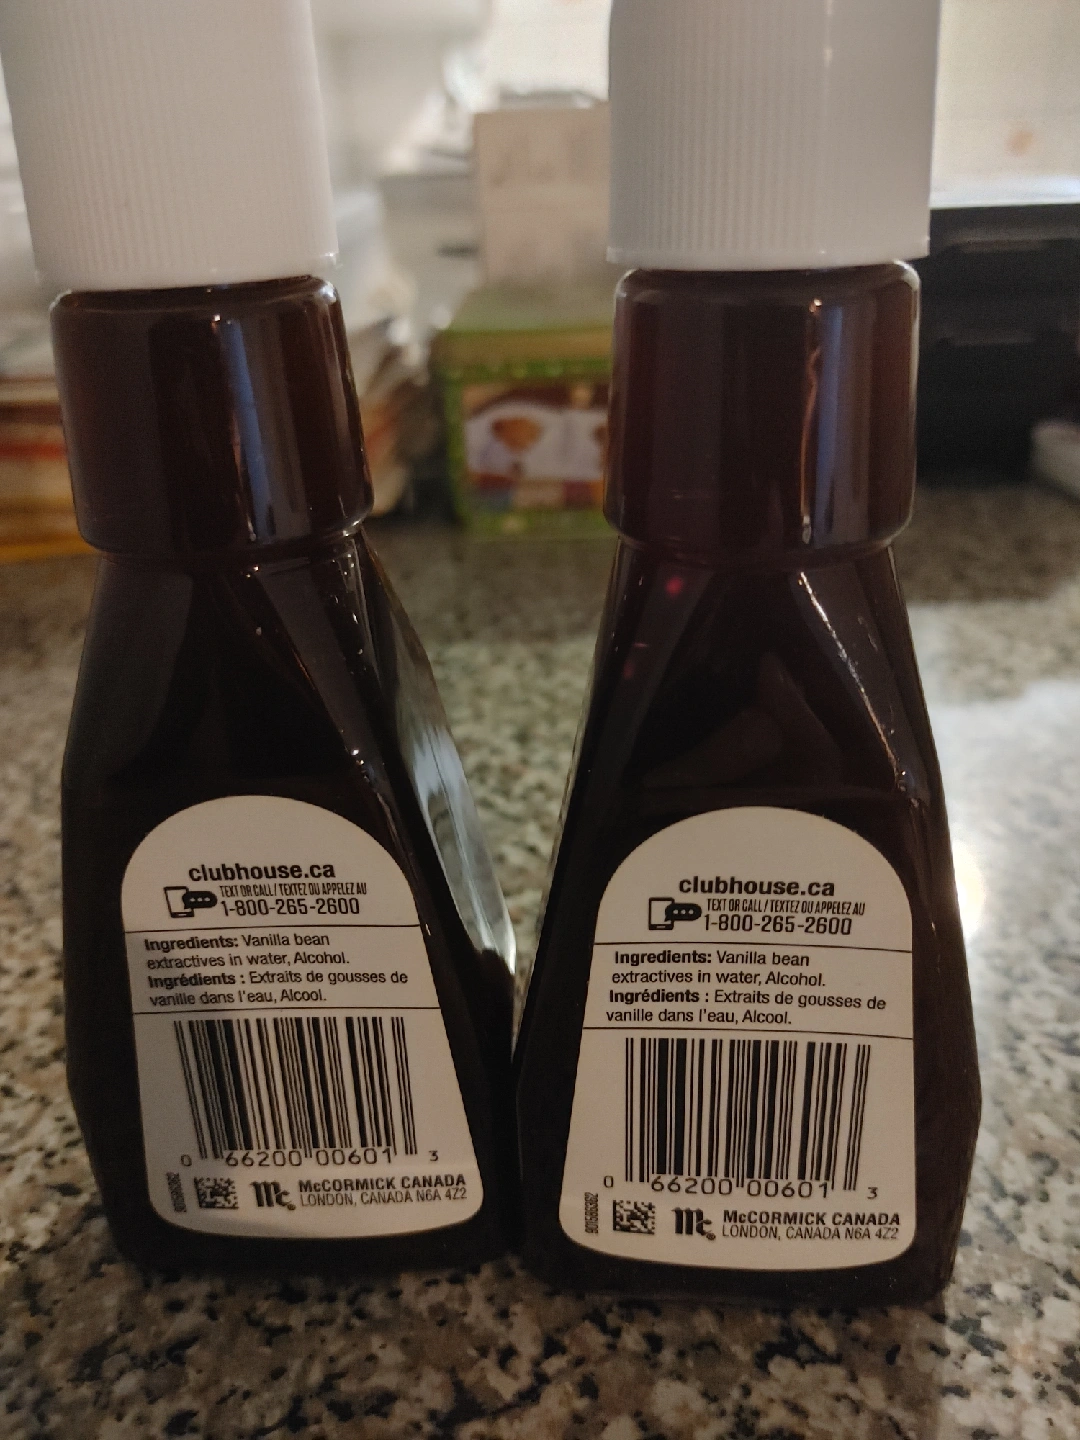 clubhouse.ca
TEXT OR CALL / TEXTEZ OU APPELEZ AU
1-800-265-2600
Ingredients: Vanilla bean
extractives in water, Alcohol.
Ingrédients : Extraits de gousses de
vanille dans l'eau, Alcool.
0 66200 00601 3
Mc
McCORMICK CANADA
LONDON, CANADA N6A 4Z2
clubhouse.ca
TEXT OR CALL / TEXTEZ OU APPELEZ AU
1-800-265-2600
Ingredients: Vanilla bean
extractives in water, Alcohol.
Ingrédients : Extraits de gousses de
vanille dans l'eau, Alcool.
0 66200 00601 3
Mc
McCORMICK CANADA
LONDON, CANADA N6A 4Z2